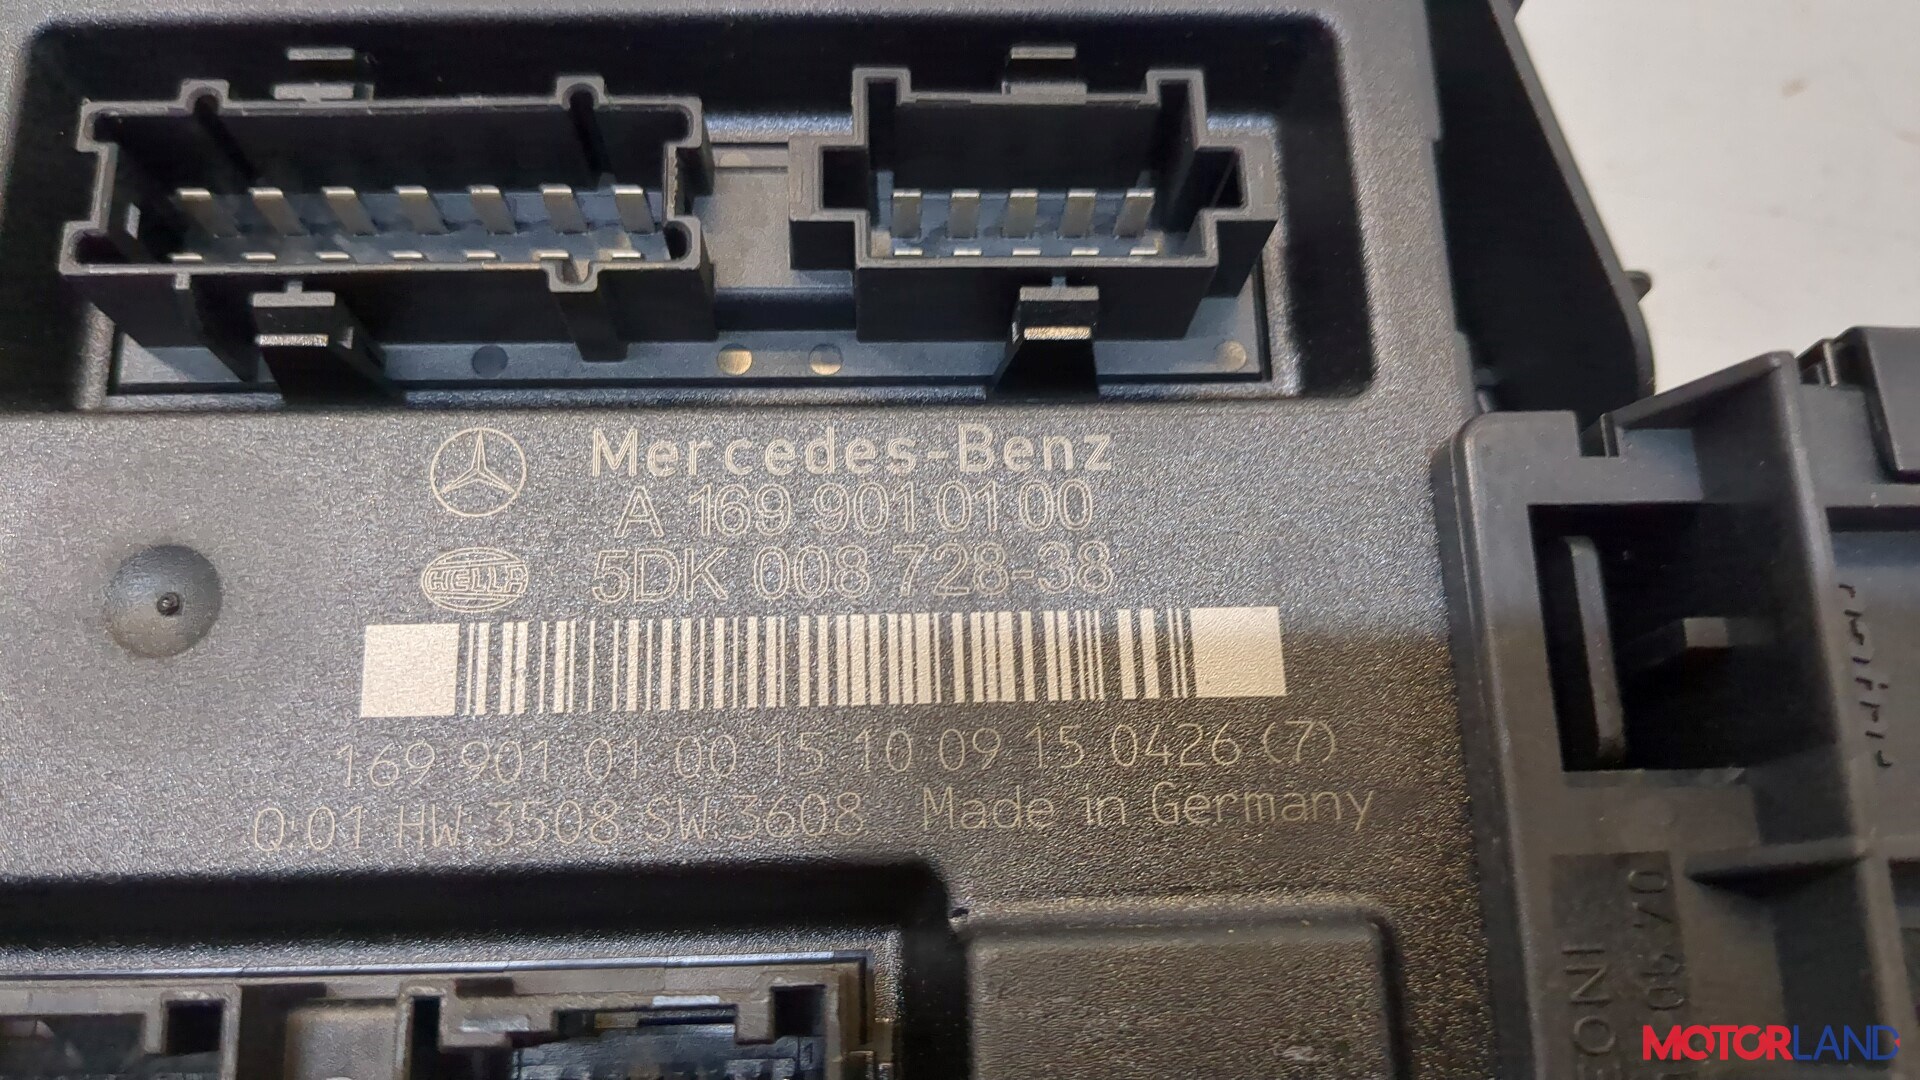 Mercedes-Benz
A 169 901 01 00
HELLA
5DK 008 728-38
169 901 01 00 15 10 09 15 0426 (7)
Q:01 HW 3508 SW 3608 Made in Germany
MOTORLAND